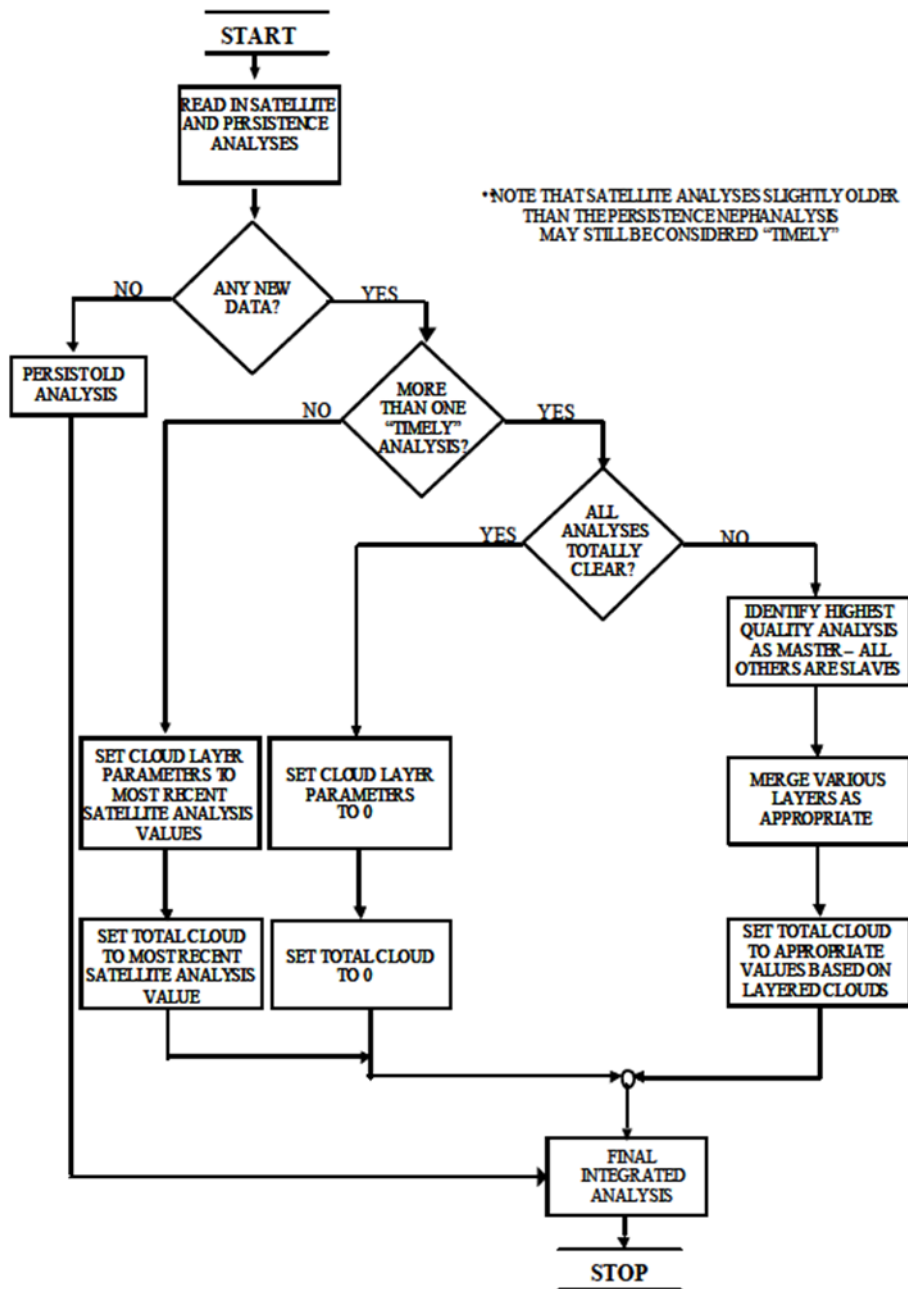 START
READ IN SATELLITE
AND PERSISTENCE
ANALYSES
**NOTE THAT SATELLITE ANALYSES SLIGHTLY OLDER
THAN THE PERSISTENCE NEPHANALYSIS
MAY STILL BE CONSIDERED “TIMELY”
ANY NEW
DATA?
NO
YES
PERSIST OLD
ANALYSIS
MORE
THAN ONE
“TIMELY”
ANALYSIS?
NO
YES
ALL
ANALYSES
TOTALLY
CLEAR?
YES
NO
IDENTIFY HIGHEST
QUALITY ANALYSIS
AS MASTER – ALL
OTHERS ARE SLAVES
SET CLOUD LAYER
PARAMETERS TO
MOST RECENT
SATELLITE ANALYSIS
VALUES
SET CLOUD LAYER
PARAMETERS
TO 0
MERGE VARIOUS
LAYERS AS
APPROPRIATE
SET TOTAL CLOUD
TO MOST RECENT
SATELLITE ANALYSIS
VALUE
SET TOTAL CLOUD
TO 0
SET TOTAL CLOUD
TO APPROPRIATE
VALUES BASED ON
LAYERED CLOUDS
FINAL
INTEGRATED
ANALYSIS
STOP